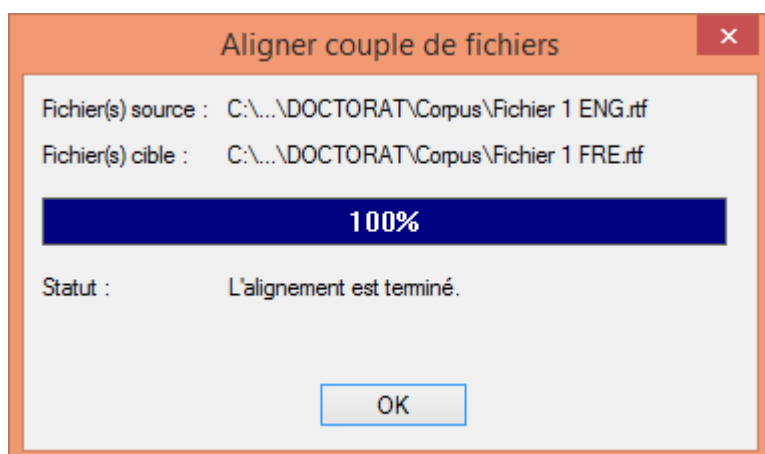 Aligner couple de fichiers
Fichier(s) source : C:\...\DOCTORAT\Corpus\Fichier 1 ENG.rtf
Fichier(s) cible : C:\...\DOCTORAT\Corpus\Fichier 1 FRE.rtf
100%
Statut : L'alignement est terminé.
OK